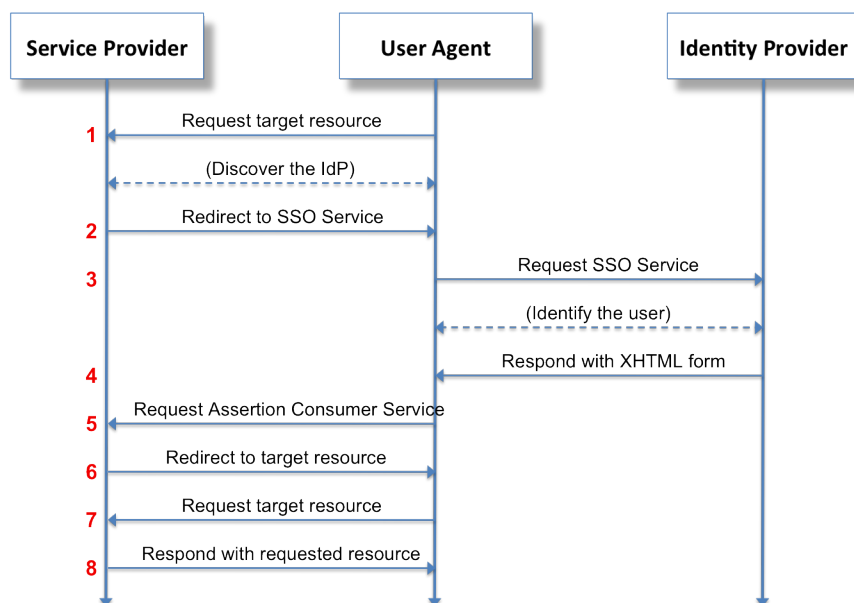 Service Provider
User Agent
Identity Provider
Request target resource
1
(Discover the IdP)
Redirect to SSO Service
2
Request SSO Service
3
(Identify the user)
Respond with XHTML form
4
Request Assertion Consumer Service
5
Redirect to target resource
6
Request target resource
7
Respond with requested resource
8